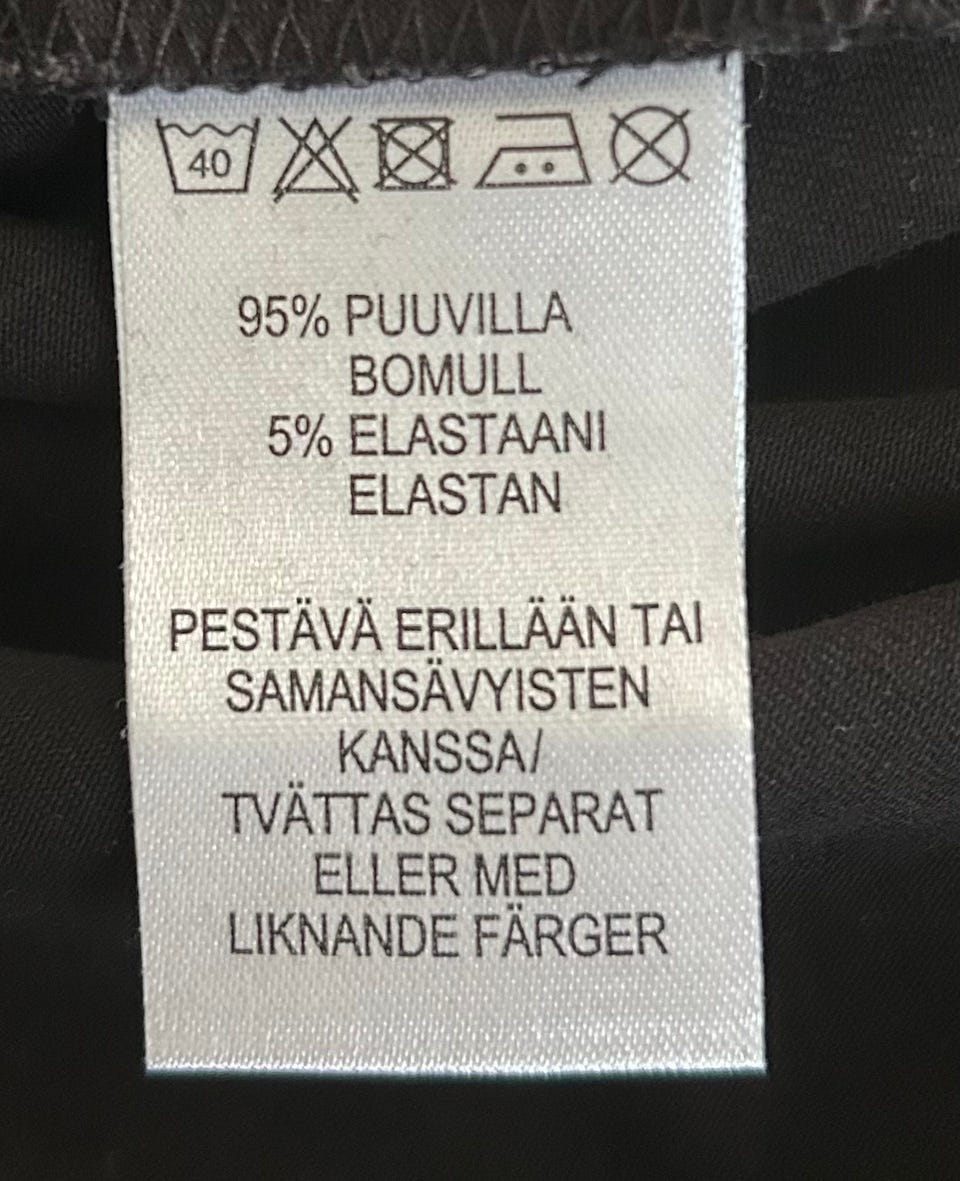 40
95% PUUVILLA
BOMULL
5% ELASTAANI
ELASTAN
PESTÄVÄ ERILLÄÄN TAI
SAMANSÄVYISTEN
KANSSA/
TVÄTTAS SEPARAT
ELLER MED
LIKNANDE FÄRGER